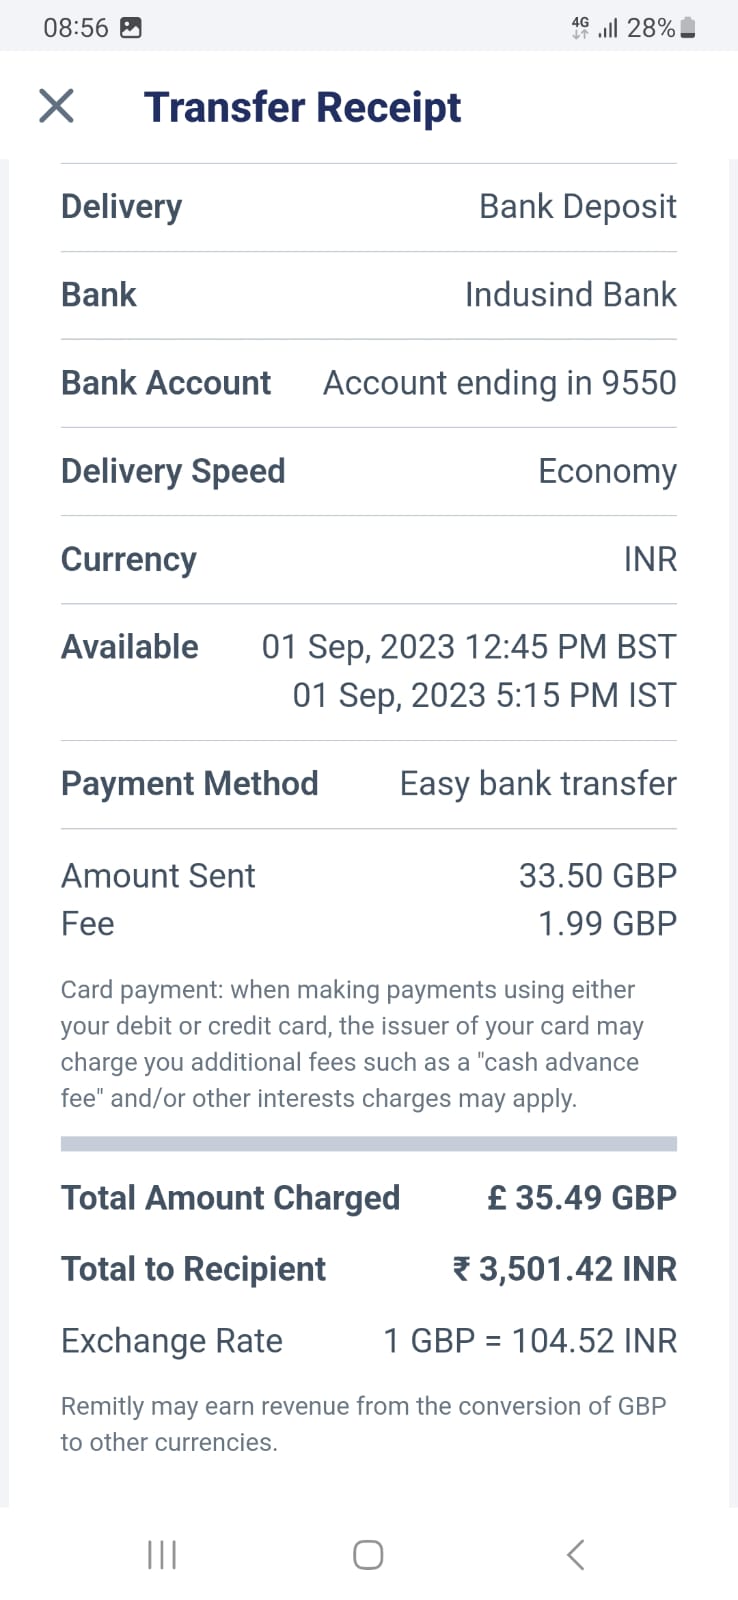 08:56 4G 28%
Transfer Receipt
Delivery Bank Deposit
Bank Indusind Bank
Bank Account Account ending in 9550
Delivery Speed Economy
Currency INR
Available 01 Sep, 2023 12:45 PM BST
01 Sep, 2023 5:15 PM IST
Payment Method Easy bank transfer
Amount Sent 33.50 GBP
Fee 1.99 GBP
Card payment: when making payments using either
your debit or credit card, the issuer of your card may
charge you additional fees such as a "cash advance
fee" and/or other interests charges may apply.
Total Amount Charged £ 35.49 GBP
Total to Recipient ₹ 3,501.42 INR
Exchange Rate 1 GBP = 104.52 INR
Remitly may earn revenue from the conversion of GBP
to other currencies.